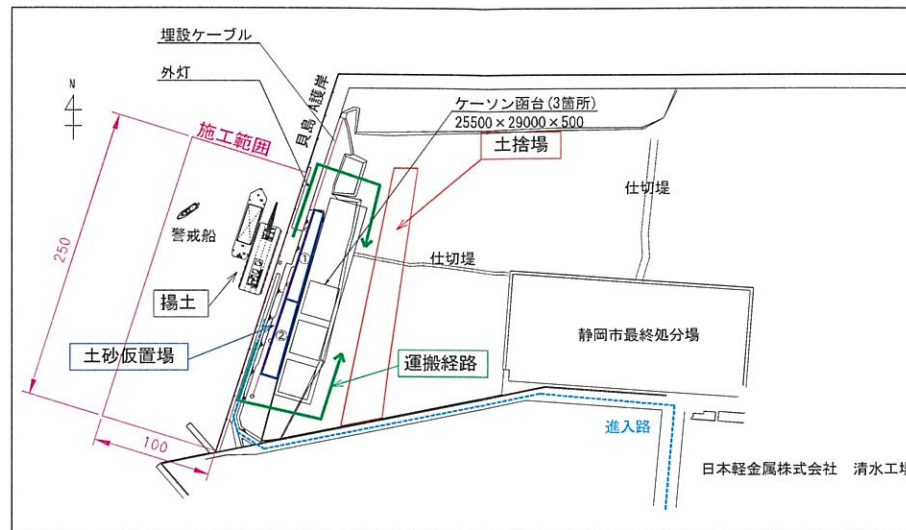 埋設ケーブル
外灯
貝島 A護岸
N
施工範囲
ケーソン函台(3箇所)
25500×29000×500
土捨場
仕切堤
警戒船
250
①
仕切堤
揚土
静岡市最終処分場
土砂仮置場
②
運搬経路
進入路
100
日本軽金属株式会社 清水工場